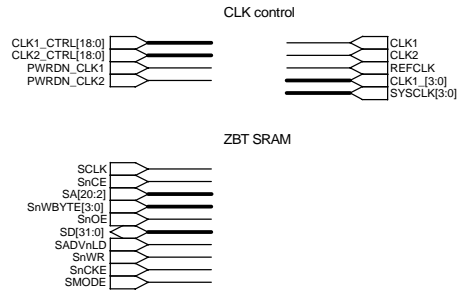 CLK control
CLK1_CTRL[18:0]
CLK2_CTRL[18:0]
PWRDN_CLK1
PWRDN_CLK2
CLK1
CLK2
REFCLK
CLK1_[3:0]
SYSCLK[3:0]
ZBT SRAM
SCLK
SnCE
SA[20:2]
SnWBYTE[3:0]
SnOE
SD[31:0]
SADVnLD
SnWR
SnCKE
SMODE